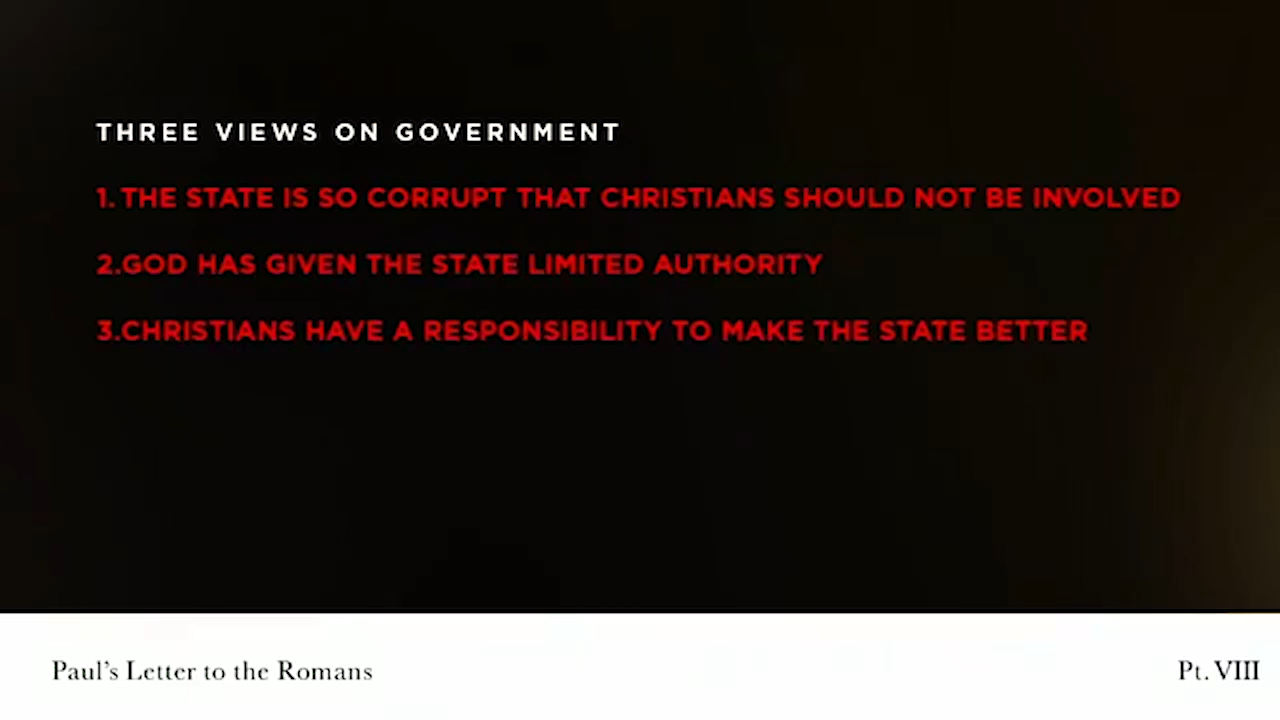 THREE VIEWS ON GOVERNMENT
1. THE STATE IS SO CORRUPT THAT CHRISTIANS SHOULD NOT BE INVOLVED
2.GOD HAS GIVEN THE STATE LIMITED AUTHORITY
3.CHRISTIANS HAVE A RESPONSIBILITY TO MAKE THE STATE BETTER
Paul’s Letter to the Romans
Pt. VIII